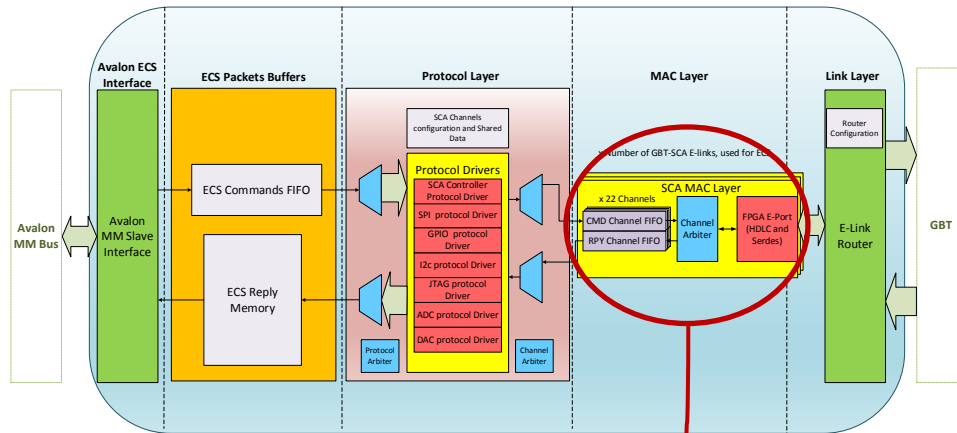 Avalon ECS
Interface
ECS Packets Buffers
Protocol Layer
MAC Layer
Link Layer
Avalon
MM Bus
Avalon
MM Slave
Interface
ECS Commands FIFO
ECS Reply
Memory
SCA Channels
configuration and Shared
Data
Protocol Drivers
SCA Controller
Protocol Driver
SPI protocol Driver
GPIO protocol
Driver
I2c protocol Driver
JTAG protocol
Driver
ADC protocol Driver
DAC protocol Driver
Protocol
Arbiter
Channel
Arbiter
x Number of GBT-SCA E-links, used for ECS
SCA MAC Layer
x 22 Channels
CMD Channel FIFO
RPY Channel FIFO
Channel
Arbiter
FPGA E-Port
(HDLC and
Serdes)
Router
Configuration
E-Link
Router
GBT